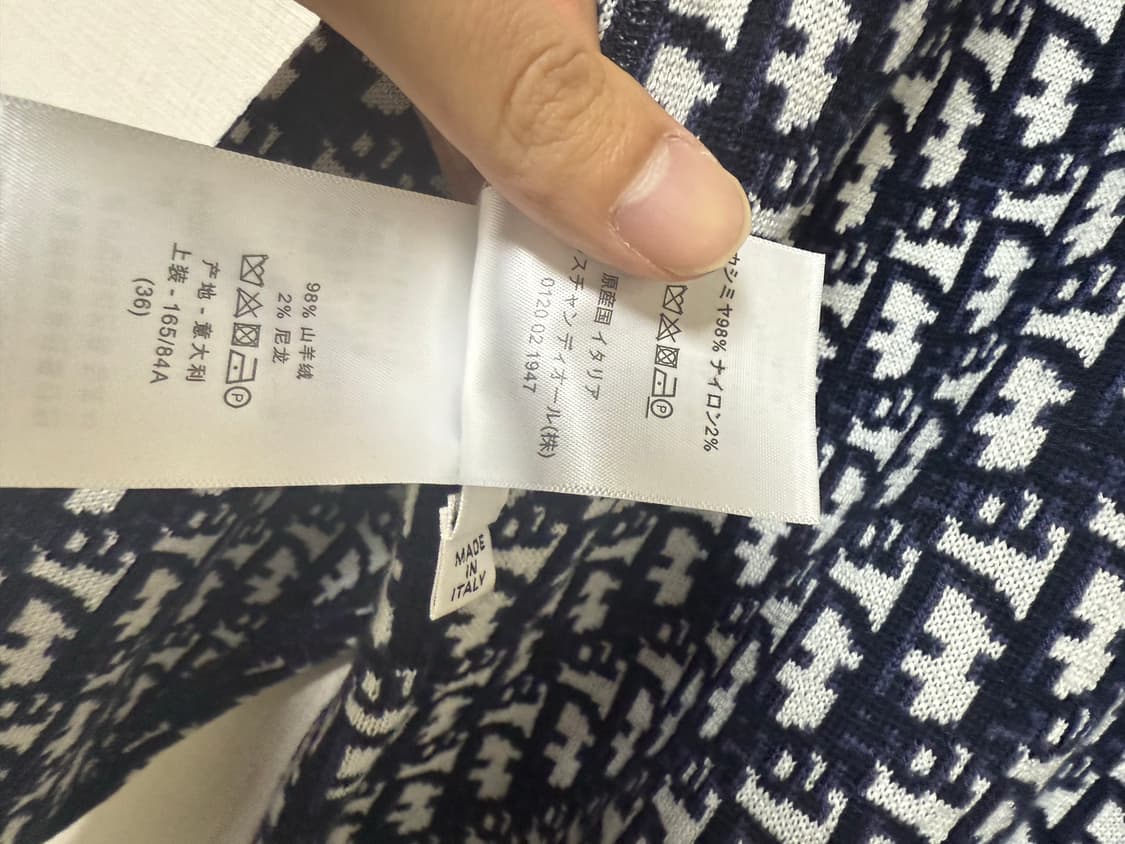 98% 山羊绒
2% 尼龙
产地 - 意大利
上装 - 165/84A
(36)
カシミヤ98% ナイロン2%
原産国イタリア
スチャン ディオール(株)
0120.02.1947
MADE
IN
ITALY